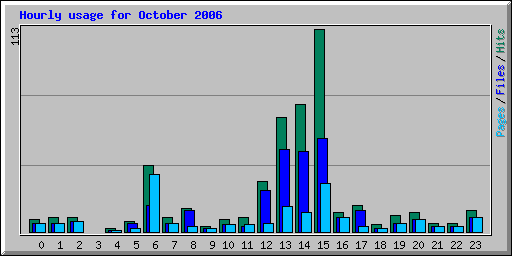 Hourly usage for October 2006
113
Pages / Files / Hits
0 1 2 3 4 5 6 7 8 9 10 11 12 13 14 15 16 17 18 19 20 21 22 23